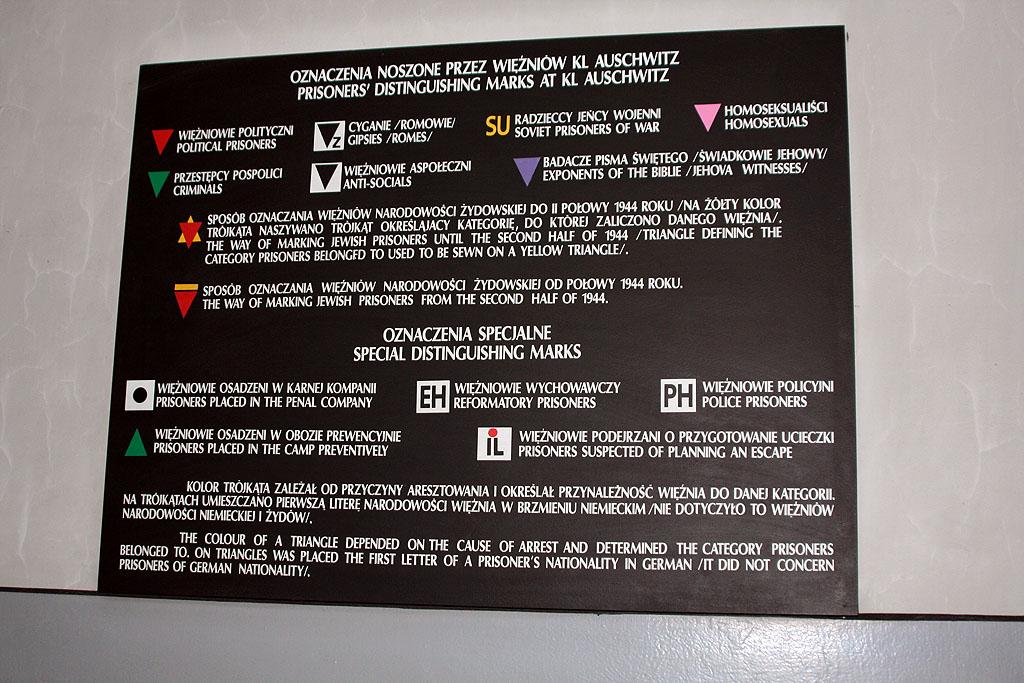 OZNACZENIA NOSZONE PRZEZ WIĘŹNIÓW KL AUSCHWITZ
PRISONERS' DISTINGUISHING MARKS AT KL AUSCHWITZ
WIĘŹNIOWIE POLITYCZNI
POLITICAL PRISONERS
Z
CYGANIE /ROMOWIE/
GIPSIES /ROMES/
SU
RADZIECCY JEŃCY WOJENNI
SOVIET PRISONERS OF WAR
HOMOSEKSUALIŚCI
HOMOSEXUALS
PRZESTĘPCY POSPOLICI
CRIMINALS
WIĘŹNIOWIE ASPOŁECZNI
ANTI-SOCIALS
BADACZE PISMA ŚWIĘTEGO /ŚWIADKOWIE JEHOWY/
EXPONENTS OF THE BIBLIE /JEHOVA WITNESSES/
SPOSÓB OZNACZANIA WIĘŹNIÓW NARODOWOŚCI ŻYDOWSKIEJ DO II POŁOWY 1944 ROKU /NA ŻÓŁTY KOLOR
TRÓJKĄTA NASZYWANO TRÓJKĄT OKREŚLAJĄCY KATEGORIĘ, DO KTÓREJ ZALICZONO DANEGO WIĘŹNIA/.
THE WAY OF MARKING JEWISH PRISONERS UNTIL THE SECOND HALF OF 1944 /TRIANGLE DEFINING THE
CATEGORY PRISONERS BELONGED TO USED TO BE SEWN ON A YELLOW TRIANGLE/.
SPOSÓB OZNACZANIA WIĘŹNIÓW NARODOWOŚCI ŻYDOWSKIEJ OD POŁOWY 1944 ROKU.
THE WAY OF MARKING JEWISH PRISONERS FROM THE SECOND HALF OF 1944.
OZNACZENIA SPECJALNE
SPECIAL DISTINGUISHING MARKS
WIĘŹNIOWIE OSADZENI W KARNEJ KOMPANII
PRISONERS PLACED IN THE PENAL COMPANY
EH
WIĘŹNIOWIE WYCHOWAWCZY
REFORMATORY PRISONERS
PH
WIĘŹNIOWIE POLICYJNI
POLICE PRISONERS
WIĘŹNIOWIE OSADZENI W OBOZIE PREWENCYJNIE
PRISONERS PLACED IN THE CAMP PREVENTIVELY
iL
WIĘŹNIOWIE PODEJRZANI O PRZYGOTOWANIE UCIECZKI
PRISONERS SUSPECTED OF PLANNING AN ESCAPE
KOLOR TRÓJKĄTA ZALEŻAŁ OD PRZYCZYNY ARESZTOWANIA I OKREŚLAŁ PRZYNALEŻNOŚĆ WIĘŹNIA DO DANEJ KATEGORII.
NA TRÓJKĄTACH UMIESZCZANO PIERWSZĄ LITERĘ NARODOWOŚCI WIĘŹNIA W BRZMIENIU NIEMIECKIM /NIE DOTYCZYŁO TO WIĘŹNIÓW
NARODOWOŚCI NIEMIECKIEJ I ŻYDÓW/.
THE COLOUR OF A TRIANGLE DEPENDED ON THE CAUSE OF ARREST AND DETERMINED THE CATEGORY PRISONERS
BELONGED TO. ON TRIANGLES WAS PLACED THE FIRST LETTER OF A PRISONER'S NATIONALITY IN GERMAN /IT DID NOT CONCERN
PRISONERS OF GERMAN NATIONALITY/.